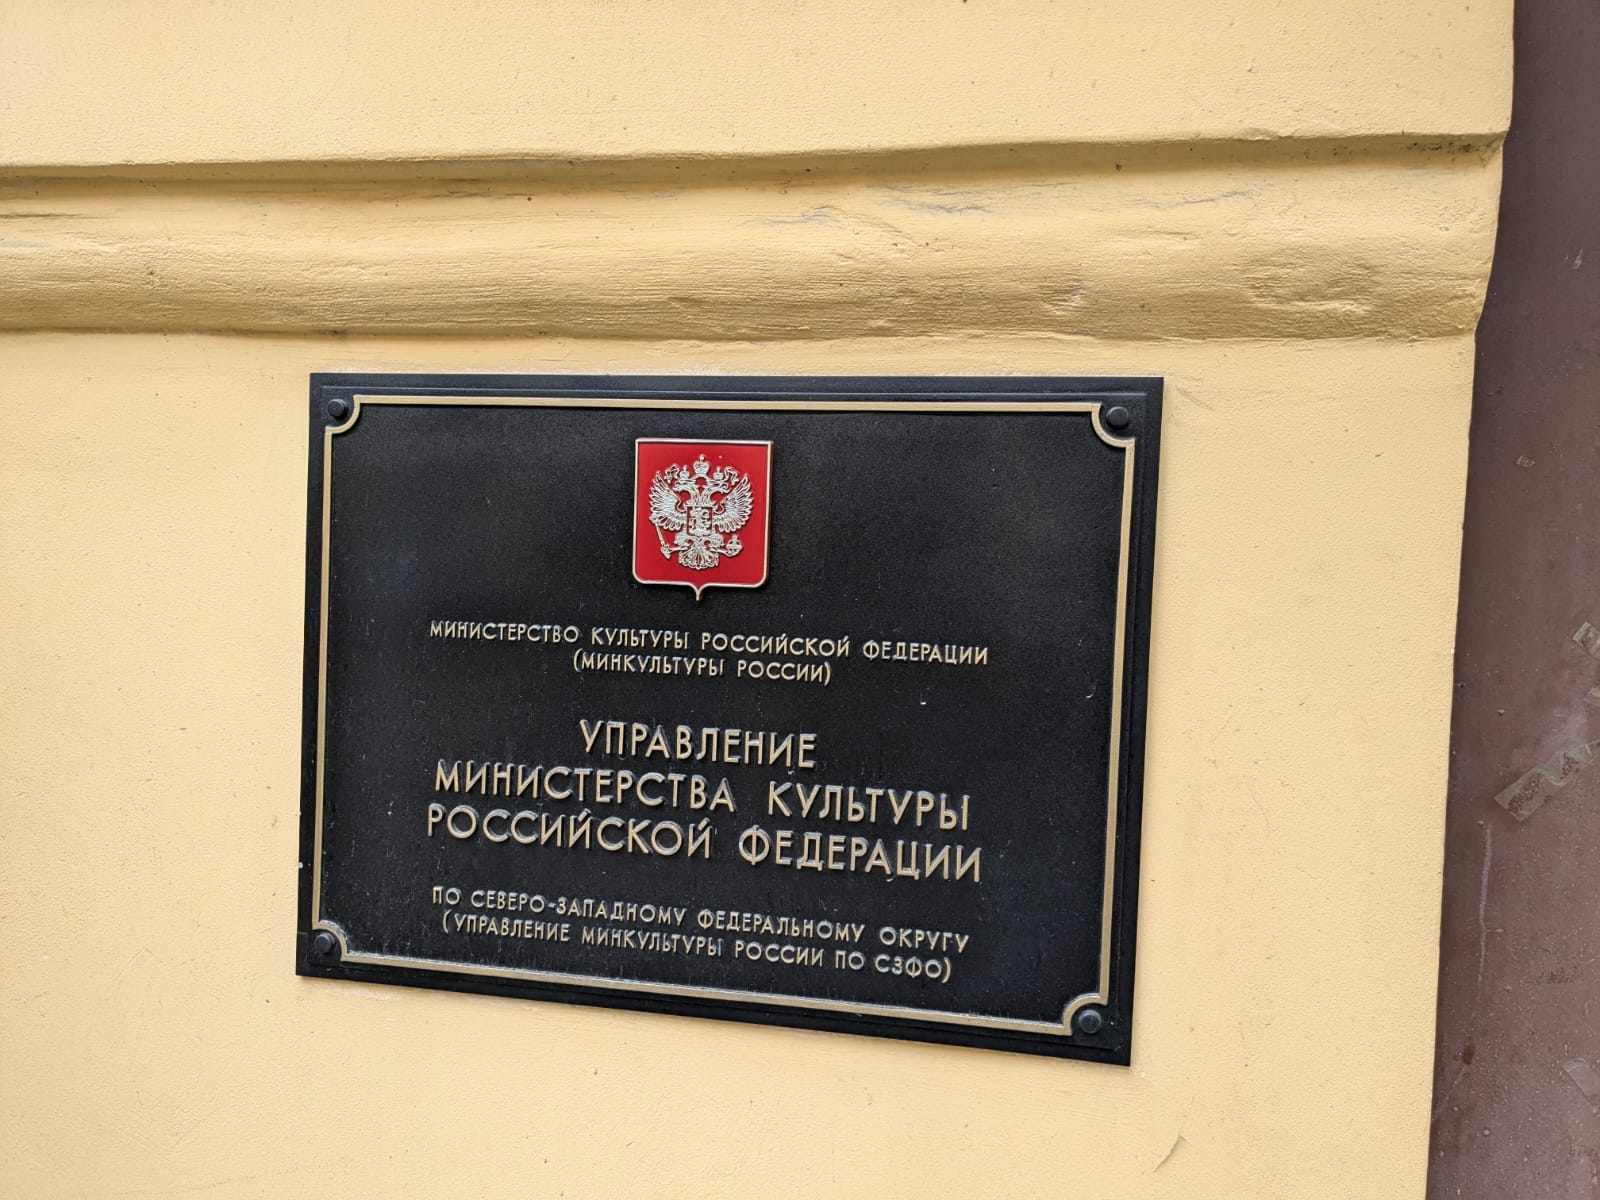 МИНИСТЕРСТВО КУЛЬТУРЫ РОССИЙСКОЙ ФЕДЕРАЦИИ
(МИНКУЛЬТУРЫ РОССИИ)
УПРАВЛЕНИЕ
МИНИСТЕРСТВА КУЛЬТУРЫ
РОССИЙСКОЙ ФЕДЕРАЦИИ
ПО СЕВЕРО-ЗАПАДНОМУ ФЕДЕРАЛЬНОМУ ОКРУГУ
(УПРАВЛЕНИЕ МИНКУЛЬТУРЫ РОССИИ ПО СЗФО)